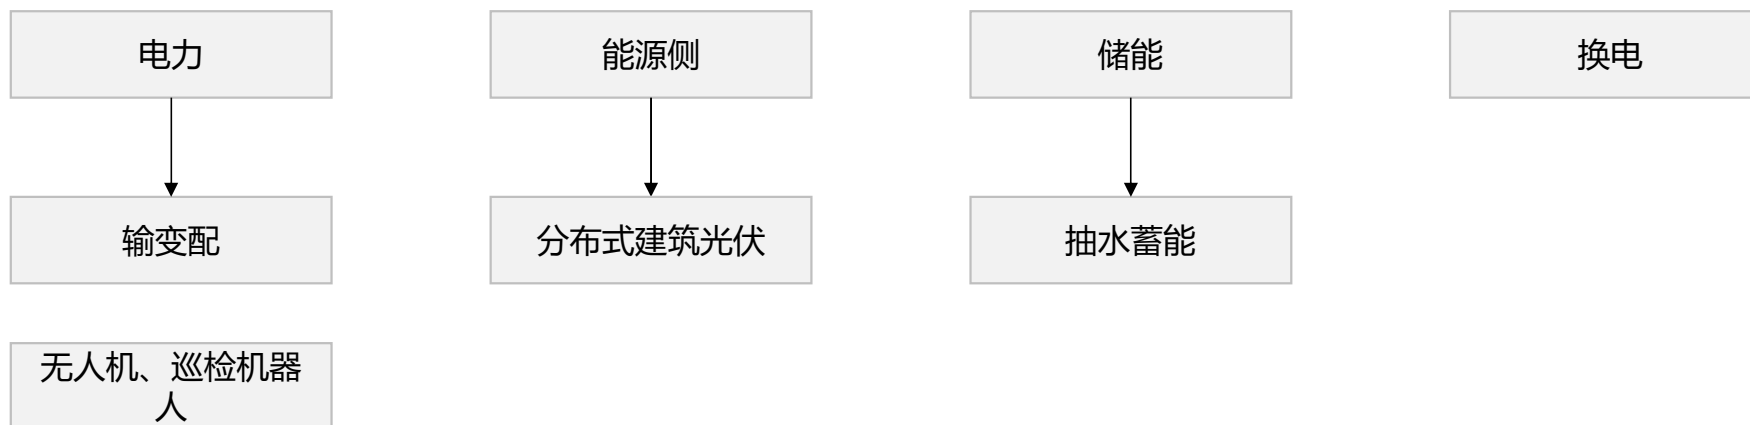 电力
能源侧
储能
换电
输变配
分布式建筑光伏
抽水蓄能
无人机、巡检机器
人